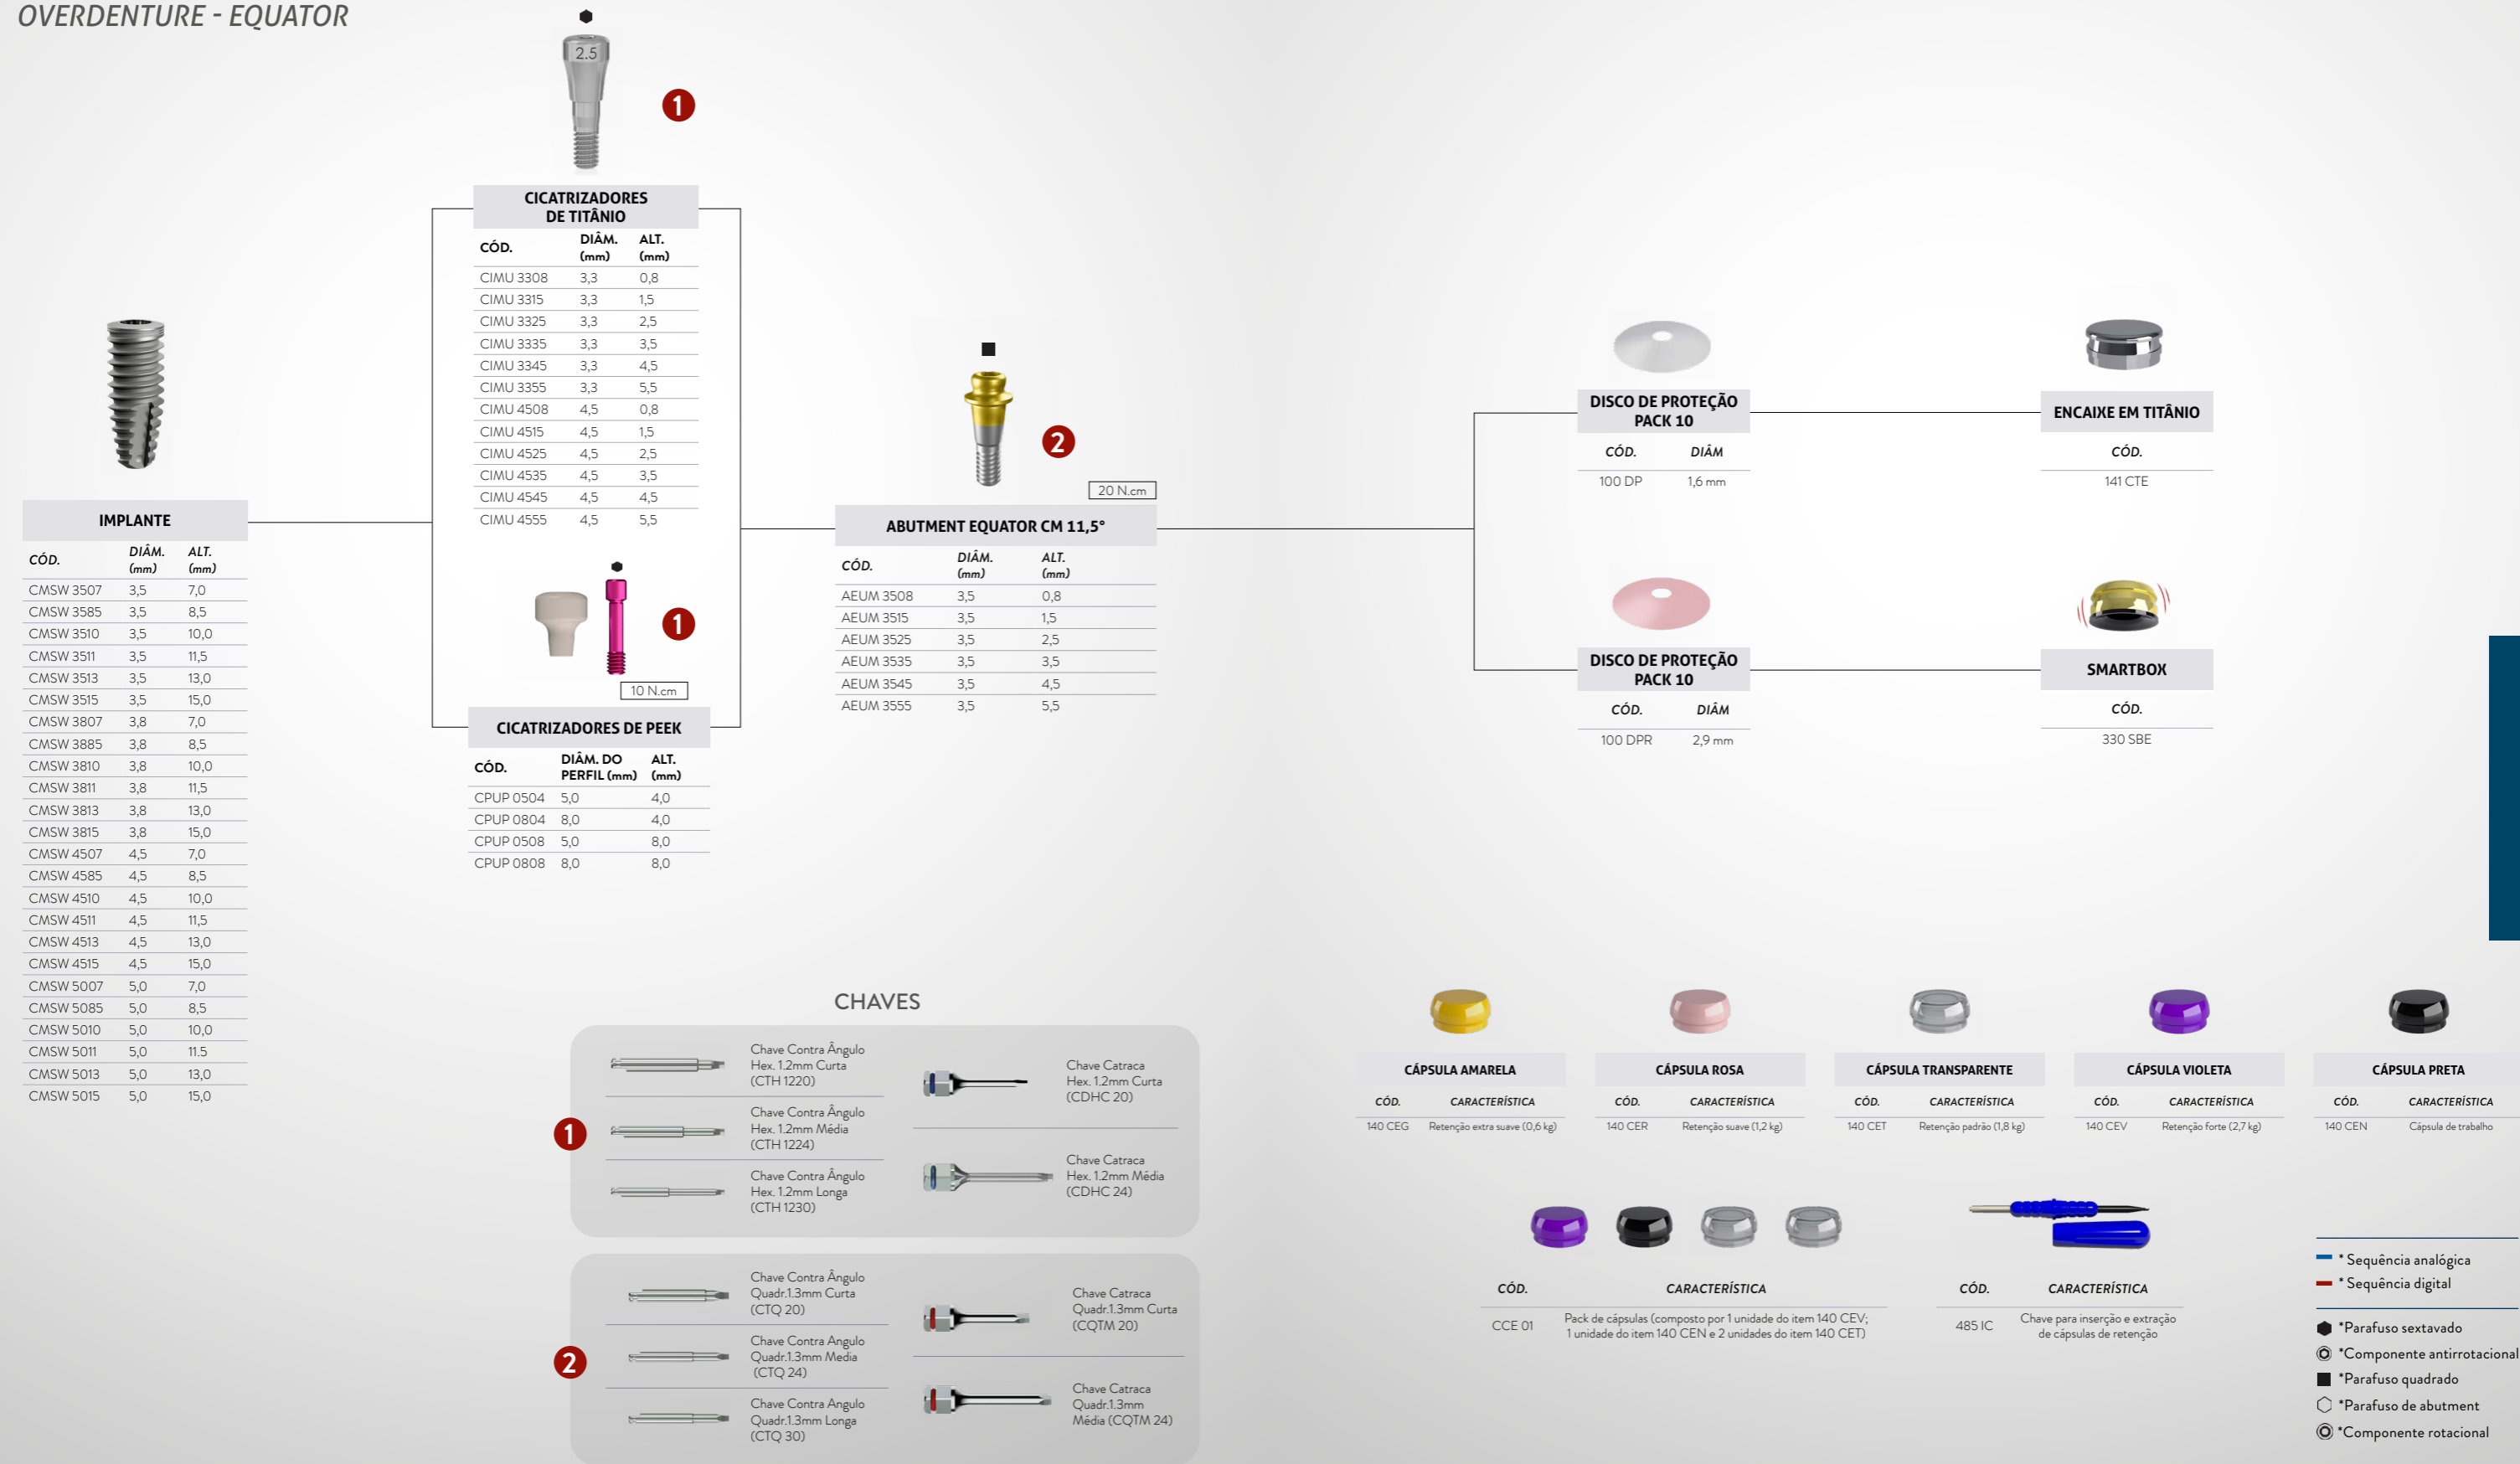 OVERDENTURE - EQUATOR
2.5
1
CICATRIZADORES
DE TITÂNIO
CÓD. DIÂM. (mm) ALT. (mm)
CIMU 3308 3,3 0,8
CIMU 3315 3,3 1,5
CIMU 3325 3,3 2,5
CIMU 3335 3,3 3,5
CIMU 3345 3,3 4,5
CIMU 3355 3,3 5,5
CIMU 4508 4,5 0,8
CIMU 4515 4,5 1,5
CIMU 4525 4,5 2,5
CIMU 4535 4,5 3,5
CIMU 4545 4,5 4,5
CIMU 4555 4,5 5,5
IMPLANTE
CÓD. DIÂM. (mm) ALT. (mm)
CMSW 3507 3,5 7,0
CMSW 3585 3,5 8,5
CMSW 3510 3,5 10,0
CMSW 3511 3,5 11,5
CMSW 3513 3,5 13,0
CMSW 3515 3,5 15,0
CMSW 3807 3,8 7,0
CMSW 3885 3,8 8,5
CMSW 3810 3,8 10,0
CMSW 3811 3,8 11,5
CMSW 3813 3,8 13,0
CMSW 3815 3,8 15,0
CMSW 4507 4,5 7,0
CMSW 4585 4,5 8,5
CMSW 4510 4,5 10,0
CMSW 4511 4,5 11,5
CMSW 4513 4,5 13,0
CMSW 4515 4,5 15,0
CMSW 5007 5,0 7,0
CMSW 5085 5,0 8,5
CMSW 5010 5,0 10,0
CMSW 5011 5,0 11.5
CMSW 5013 5,0 13,0
CMSW 5015 5,0 15,0
1
10 N.cm
CICATRIZADORES DE PEEK
CÓD. DIÂM. DO PERFIL (mm) ALT. (mm)
CPUP 0504 5,0 4,0
CPUP 0804 8,0 4,0
CPUP 0508 5,0 8,0
CPUP 0808 8,0 8,0
2
20 N.cm
ABUTMENT EQUATOR CM 11,5°
CÓD. DIÂM. (mm) ALT. (mm)
AEUM 3508 3,5 0,8
AEUM 3515 3,5 1,5
AEUM 3525 3,5 2,5
AEUM 3535 3,5 3,5
AEUM 3545 3,5 4,5
AEUM 3555 3,5 5,5
DISCO DE PROTEÇÃO
PACK 10
CÓD. DIÂM
100 DP 1,6 mm
ENCAIXE EM TITÂNIO
CÓD.
141 CTE
DISCO DE PROTEÇÃO
PACK 10
CÓD. DIÂM
100 DPR 2,9 mm
SMARTBOX
CÓD.
330 SBE
CHAVES
1
Chave Contra Ângulo
Hex. 1.2mm Curta
(CTH 1220)
Chave Contra Ângulo
Hex. 1.2mm Média
(CTH 1224)
Chave Contra Ângulo
Hex. 1.2mm Longa
(CTH 1230)
Chave Catraca
Hex. 1.2mm Curta
(CDHC 20)
Chave Catraca
Hex. 1.2mm Média
(CDHC 24)
2
Chave Contra Ângulo
Quadr.1.3mm Curta
(CTQ 20)
Chave Contra Angulo
Quadr.1.3mm Media
(CTQ 24)
Chave Contra Angulo
Quadr.1.3mm Longa
(CTQ 30)
Chave Catraca
Quadr.1.3mm Curta
(CQTM 20)
Chave Catraca
Quadr.1.3mm
Média (CQTM 24)
CÁPSULA AMARELA
CÓD. CARACTERÍSTICA
140 CEG Retenção extra suave (0,6 kg)
CÁPSULA ROSA
CÓD. CARACTERÍSTICA
140 CER Retenção suave (1,2 kg)
CÁPSULA TRANSPARENTE
CÓD. CARACTERÍSTICA
140 CET Retenção padrão (1,8 kg)
CÁPSULA VIOLETA
CÓD. CARACTERÍSTICA
140 CEV Retenção forte (2,7 kg)
CÁPSULA PRETA
CÓD. CARACTERÍSTICA
140 CEN Cápsula de trabalho
CÓD. CARACTERÍSTICA
CCE 01 Pack de cápsulas (composto por 1 unidade do item 140 CEV;
1 unidade do item 140 CEN e 2 unidades do item 140 CET)
CÓD. CARACTERÍSTICA
485 IC Chave para inserção e extração
de cápsulas de retenção
* Sequência analógica
* Sequência digital
*Parafuso sextavado
*Componente antirrotacional
*Parafuso quadrado
*Parafuso de abutment
*Componente rotacional